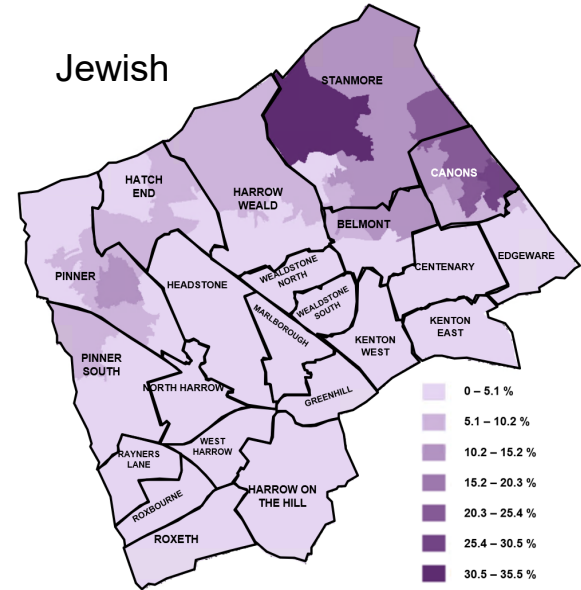 Jewish
STANMORE
HATCH
END
CANONS
HARROW
WEALD
BELMONT
EDGEWARE
CENTENARY
PINNER
HEADSTONE
WEALDSTONE
NORTH
WEALDSTONE
SOUTH
MARLBOROUGH
KENTON
EAST
KENTON
WEST
PINNER
SOUTH
NORTH HARROW
GREENHILL
WEST
HARROW
RAYNERS
LANE
ROXBOURNE
HARROW ON
THE HILL
ROXETH
0 – 5.1 %
5.1 – 10.2 %
10.2 – 15.2 %
15.2 – 20.3 %
20.3 – 25.4 %
25.4 – 30.5 %
30.5 – 35.5 %